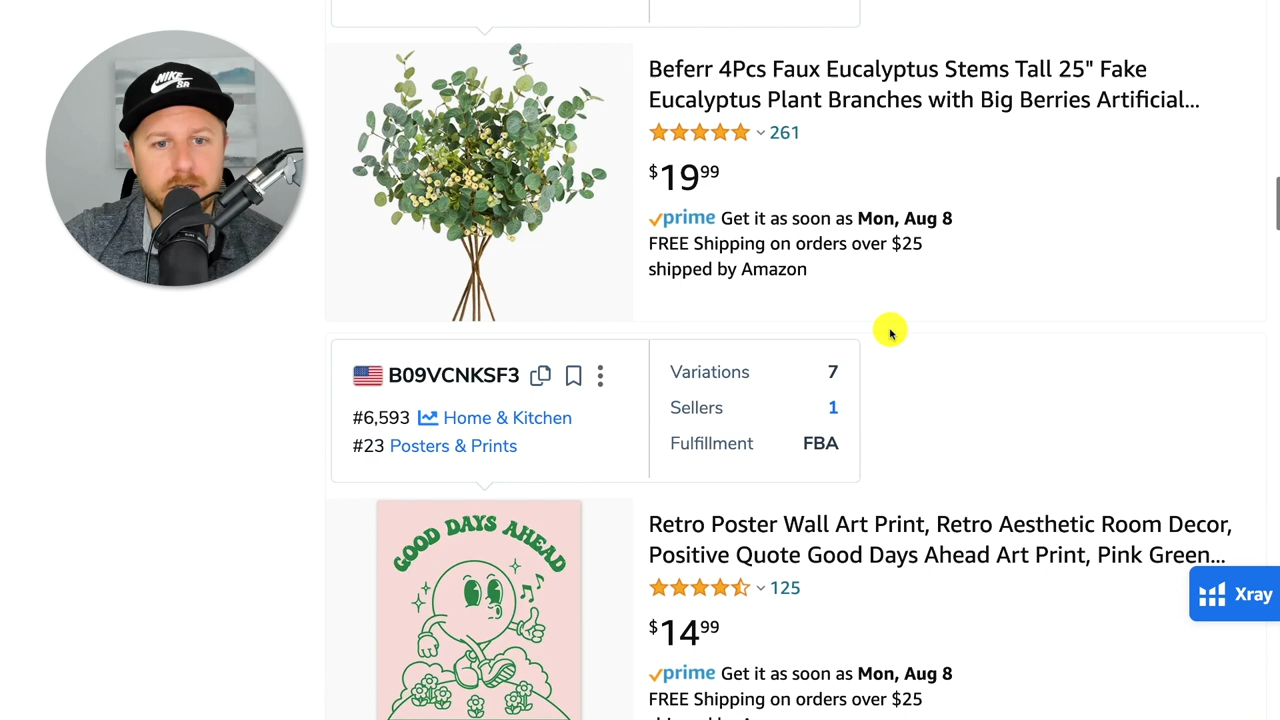 NIKE
SB
Beferr 4Pcs Faux Eucalyptus Stems Tall 25" Fake
Eucalyptus Plant Branches with Big Berries Artificial...
261
$19.99
prime Get it as soon as Mon, Aug 8
FREE Shipping on orders over $25
shipped by Amazon
B09VCNKSF3
#6,593 Home & Kitchen
#23 Posters & Prints
Variations 7
Sellers 1
Fulfillment FBA
GOOD DAYS AHEAD
Retro Poster Wall Art Print, Retro Aesthetic Room Decor,
Positive Quote Good Days Ahead Art Print, Pink Green...
125
$14.99
prime Get it as soon as Mon, Aug 8
FREE Shipping on orders over $25
Xray